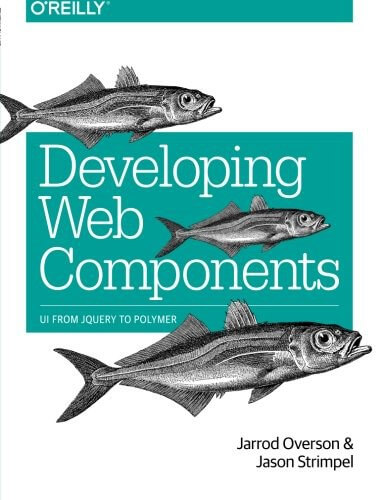 O'REILLY®
Developing
Web
Components
UI FROM JQUERY TO POLYMER
Jarrod Overson &
Jason Strimpel